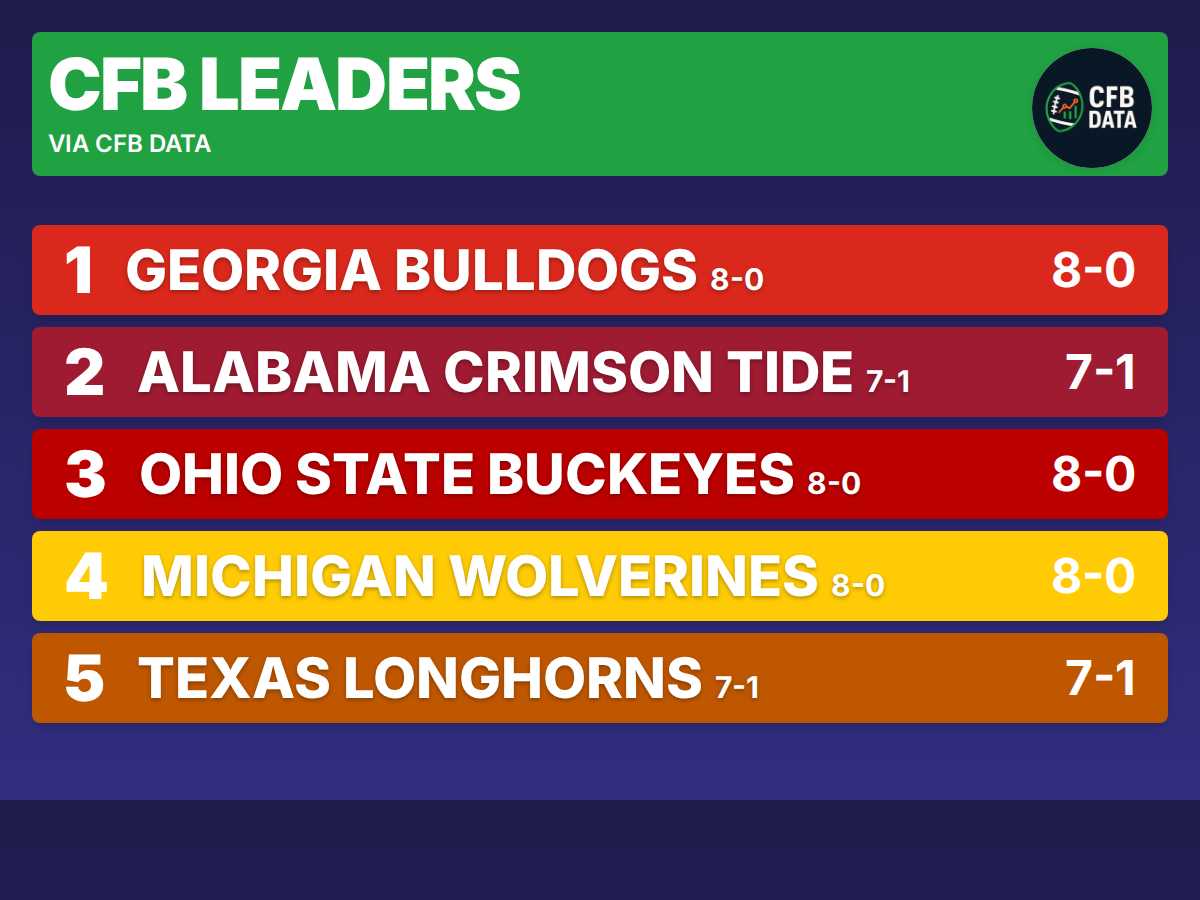 CFB LEADERS
VIA CFB DATA
CFB
DATA
1 GEORGIA BULLDOGS 8-0 8-0
2 ALABAMA CRIMSON TIDE 7-1 7-1
3 OHIO STATE BUCKEYES 8-0 8-0
4 MICHIGAN WOLVERINES 8-0 8-0
5 TEXAS LONGHORNS 7-1 7-1